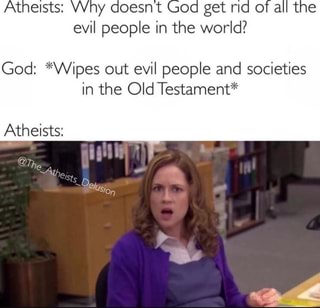 Atheists: Why doesn't God get rid of all the
evil people in the world?
God: *Wipes out evil people and societies
in the Old Testament*
Atheists:
@The_Atheists_Delusion